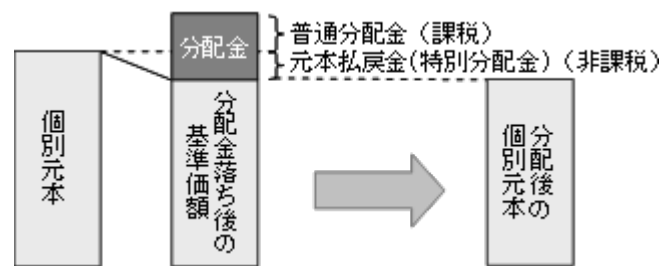 分配金
普通分配金（課税）
元本払戻金(特別分配金)（非課税）
個別元本
分配金落ち後の
基準価額
分配後の
個別元本